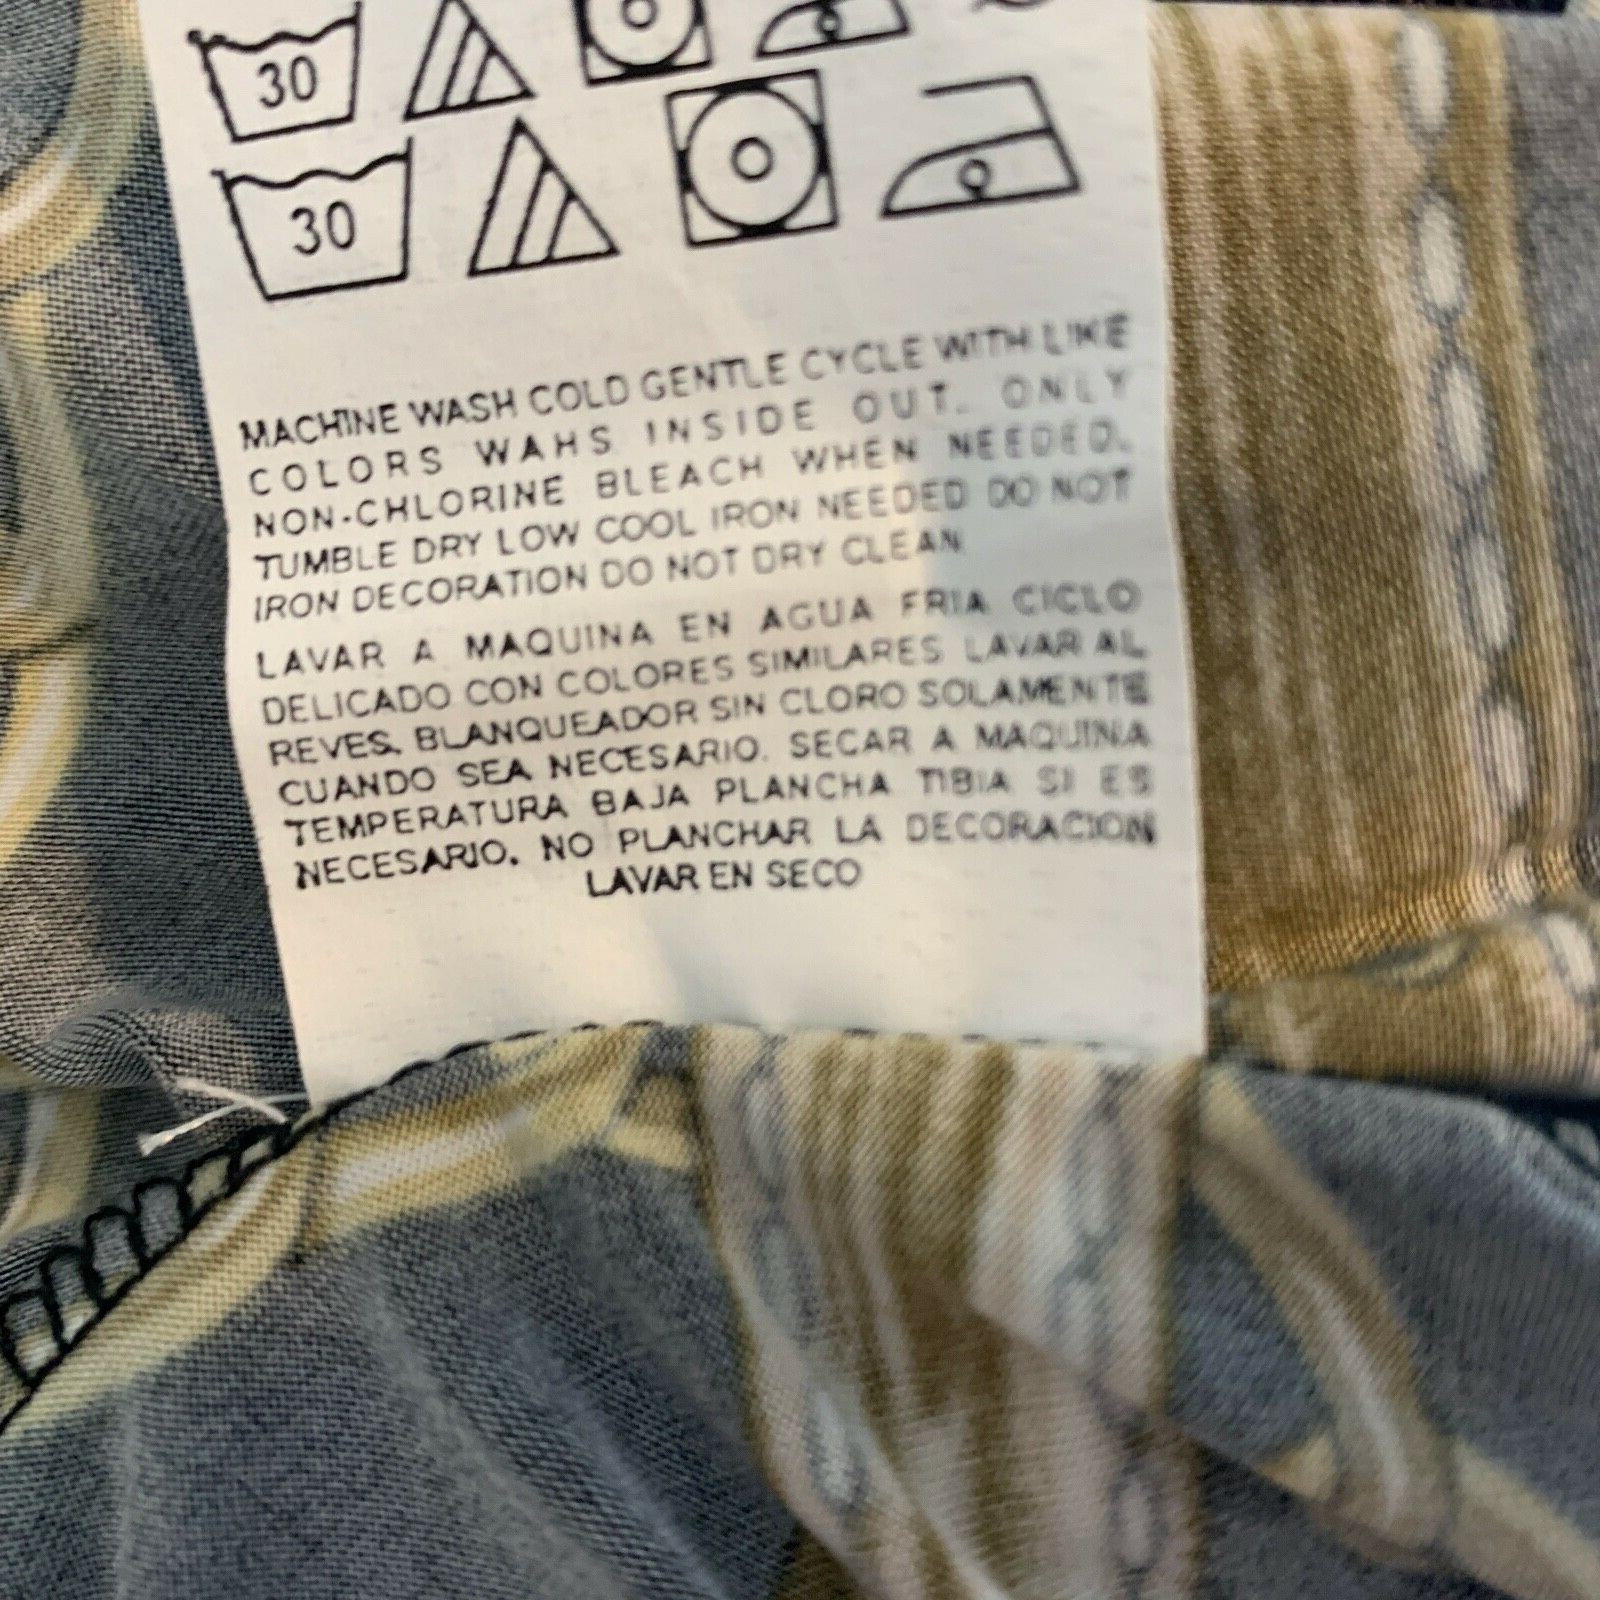 30
30
MACHINE WASH COLD GENTLE CYCLE WITH LIKE
COLORS WAHS INSIDE OUT. ONLY
NON-CHLORINE BLEACH WHEN NEEDED.
TUMBLE DRY LOW COOL IRON NEEDED DO NOT
IRON DECORATION DO NOT DRY CLEAN
LAVAR A MAQUINA EN AGUA FRIA CICLO
DELICADO CON COLORES SIMILARES LAVAR AL
REVES. BLANQUEADOR SIN CLORO SOLAMENTE
CUANDO SEA NECESARIO. SECAR A MAQUINA
TEMPERATURA BAJA PLANCHA TIBIA SI ES
NECESARIO. NO PLANCHAR LA DECORACION
LAVAR EN SECO